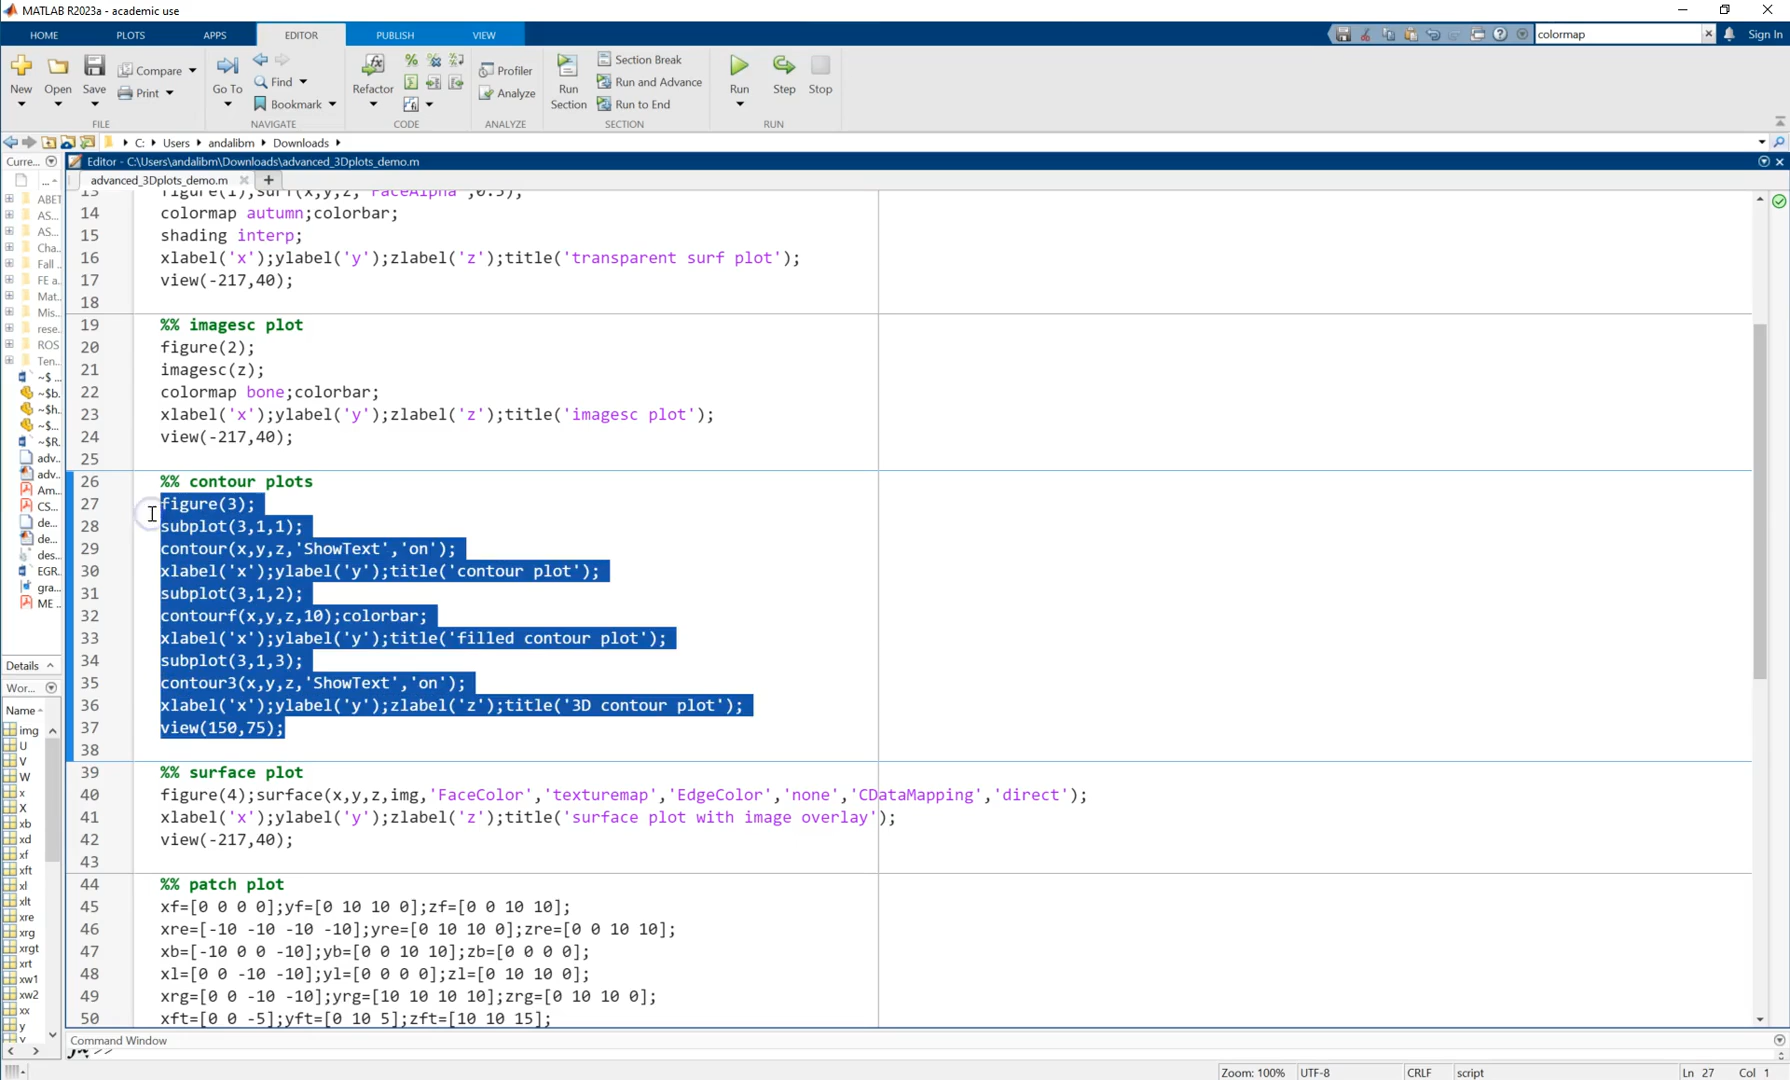 MATLAB R2023a - academic use
HOME PLOTS APPS EDITOR PUBLISH VIEW
colormap
Sign In
New Open Save Compare Print
Go To Find Bookmark
Refactor
Profiler Analyze
Run Section
Section Break
Run and Advance
Run to End
Run Step Stop
FILE NAVIGATE CODE ANALYZE SECTION RUN
C: Users andalibm Downloads
Curre...
Editor - C:\Users\andalibm\Downloads\advanced_3Dplots_demo.m
advanced_3Dplots_demo.m
13 figure(1);surf(x,y,z,'FaceAlpha',0.5);
14 colormap autumn;colorbar;
15 shading interp;
16 xlabel('x');ylabel('y');zlabel('z');title('transparent surf plot');
17 view(-217,40);
18
19 %% imagesc plot
20 figure(2);
21 imagesc(z);
22 colormap bone;colorbar;
23 xlabel('x');ylabel('y');zlabel('z');title('imagesc plot');
24 view(-217,40);
25
26 %% contour plots
27 figure(3);
28 subplot(3,1,1);
29 contour(x,y,z,'ShowText','on');
30 xlabel('x');ylabel('y');title('contour plot');
31 subplot(3,1,2);
32 contourf(x,y,z,10);colorbar;
33 xlabel('x');ylabel('y');title('filled contour plot');
34 subplot(3,1,3);
35 contour3(x,y,z,'ShowText','on');
36 xlabel('x');ylabel('y');zlabel('z');title('3D contour plot');
37 view(150,75);
38
39 %% surface plot
40 figure(4);surface(x,y,z,img,'FaceColor','texturemap','EdgeColor','none','CDataMapping','direct');
41 xlabel('x');ylabel('y');zlabel('z');title('surface plot with image overlay');
42 view(-217,40);
43
44 %% patch plot
45 xf=[0 0 0 0];yf=[0 10 10 0];zf=[0 0 10 10];
46 xre=[-10 -10 -10 -10];yre=[0 10 10 0];zre=[0 0 10 10];
47 xb=[-10 0 0 -10];yb=[0 0 10 10];zb=[0 0 0 0];
48 xl=[0 0 -10 -10];yl=[0 0 0 0];zl=[0 10 10 0];
49 xrg=[0 0 -10 -10];yrg=[10 10 10 10];zrg=[0 10 10 0];
50 xft=[0 0 -5];yft=[0 10 5];zft=[10 10 15];
ABET
AS...
AS...
Cha...
Fall ...
FE a...
Mat...
Mis...
rese...
ROS
Ten...
~$ ...
~$b...
~$h...
~$...
~$R...
adv...
adv...
Am...
CS...
de...
de...
des...
EGR...
gra...
ME ...
Details
Wor...
Name
img
U
V
W
x
X
xb
xd
xf
xft
xl
xlt
xre
xrg
xrgt
xrt
xw1
xw2
xx
y
Command Window
fx >>
Zoom: 100% UTF-8 CRLF script Ln 27 Col 1